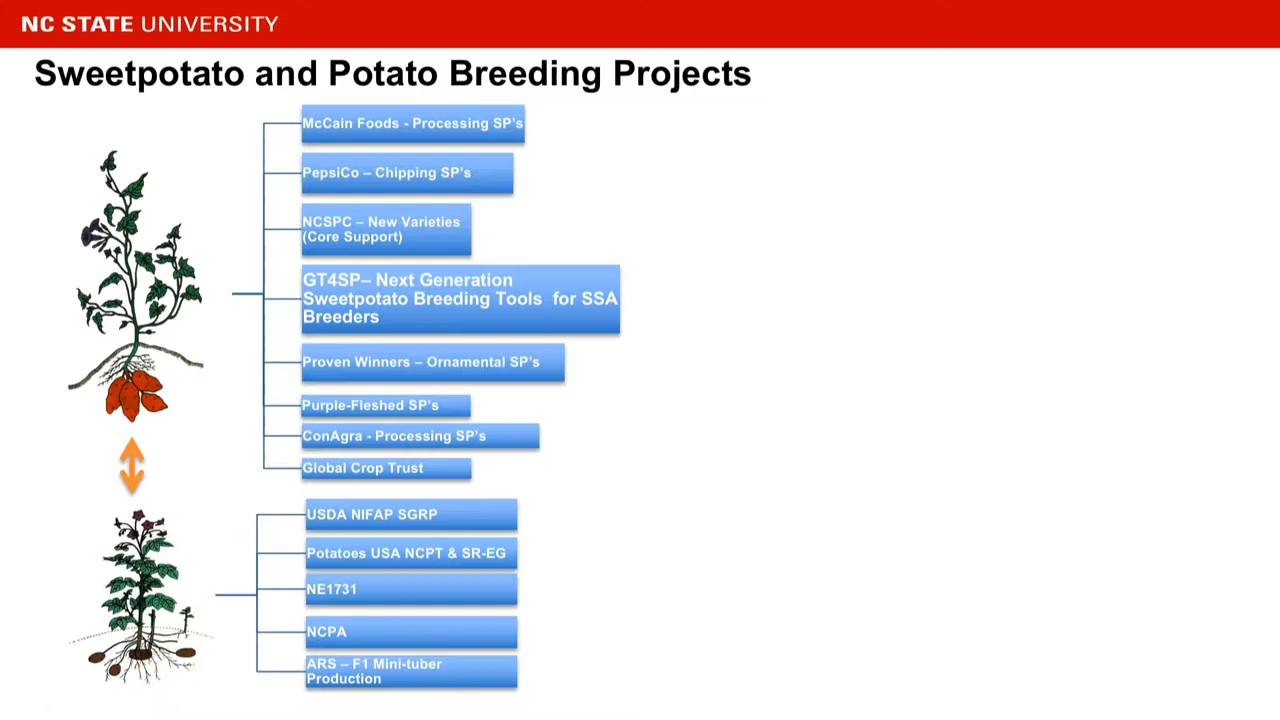 NC STATE UNIVERSITY
Sweetpotato and Potato Breeding Projects
McCain Foods - Processing SP's
PepsiCo – Chipping SP's
NCSPC – New Varieties
(Core Support)
GT4SP– Next Generation
Sweetpotato Breeding Tools  for SSA
Breeders
Proven Winners – Ornamental SP's
Purple-Fleshed SP's
ConAgra - Processing SP's
Global Crop Trust
USDA NIFAP SGRP
Potatoes USA NCPT & SR-EG
NE1731
NCPA
ARS – F1 Mini-tuber
Production